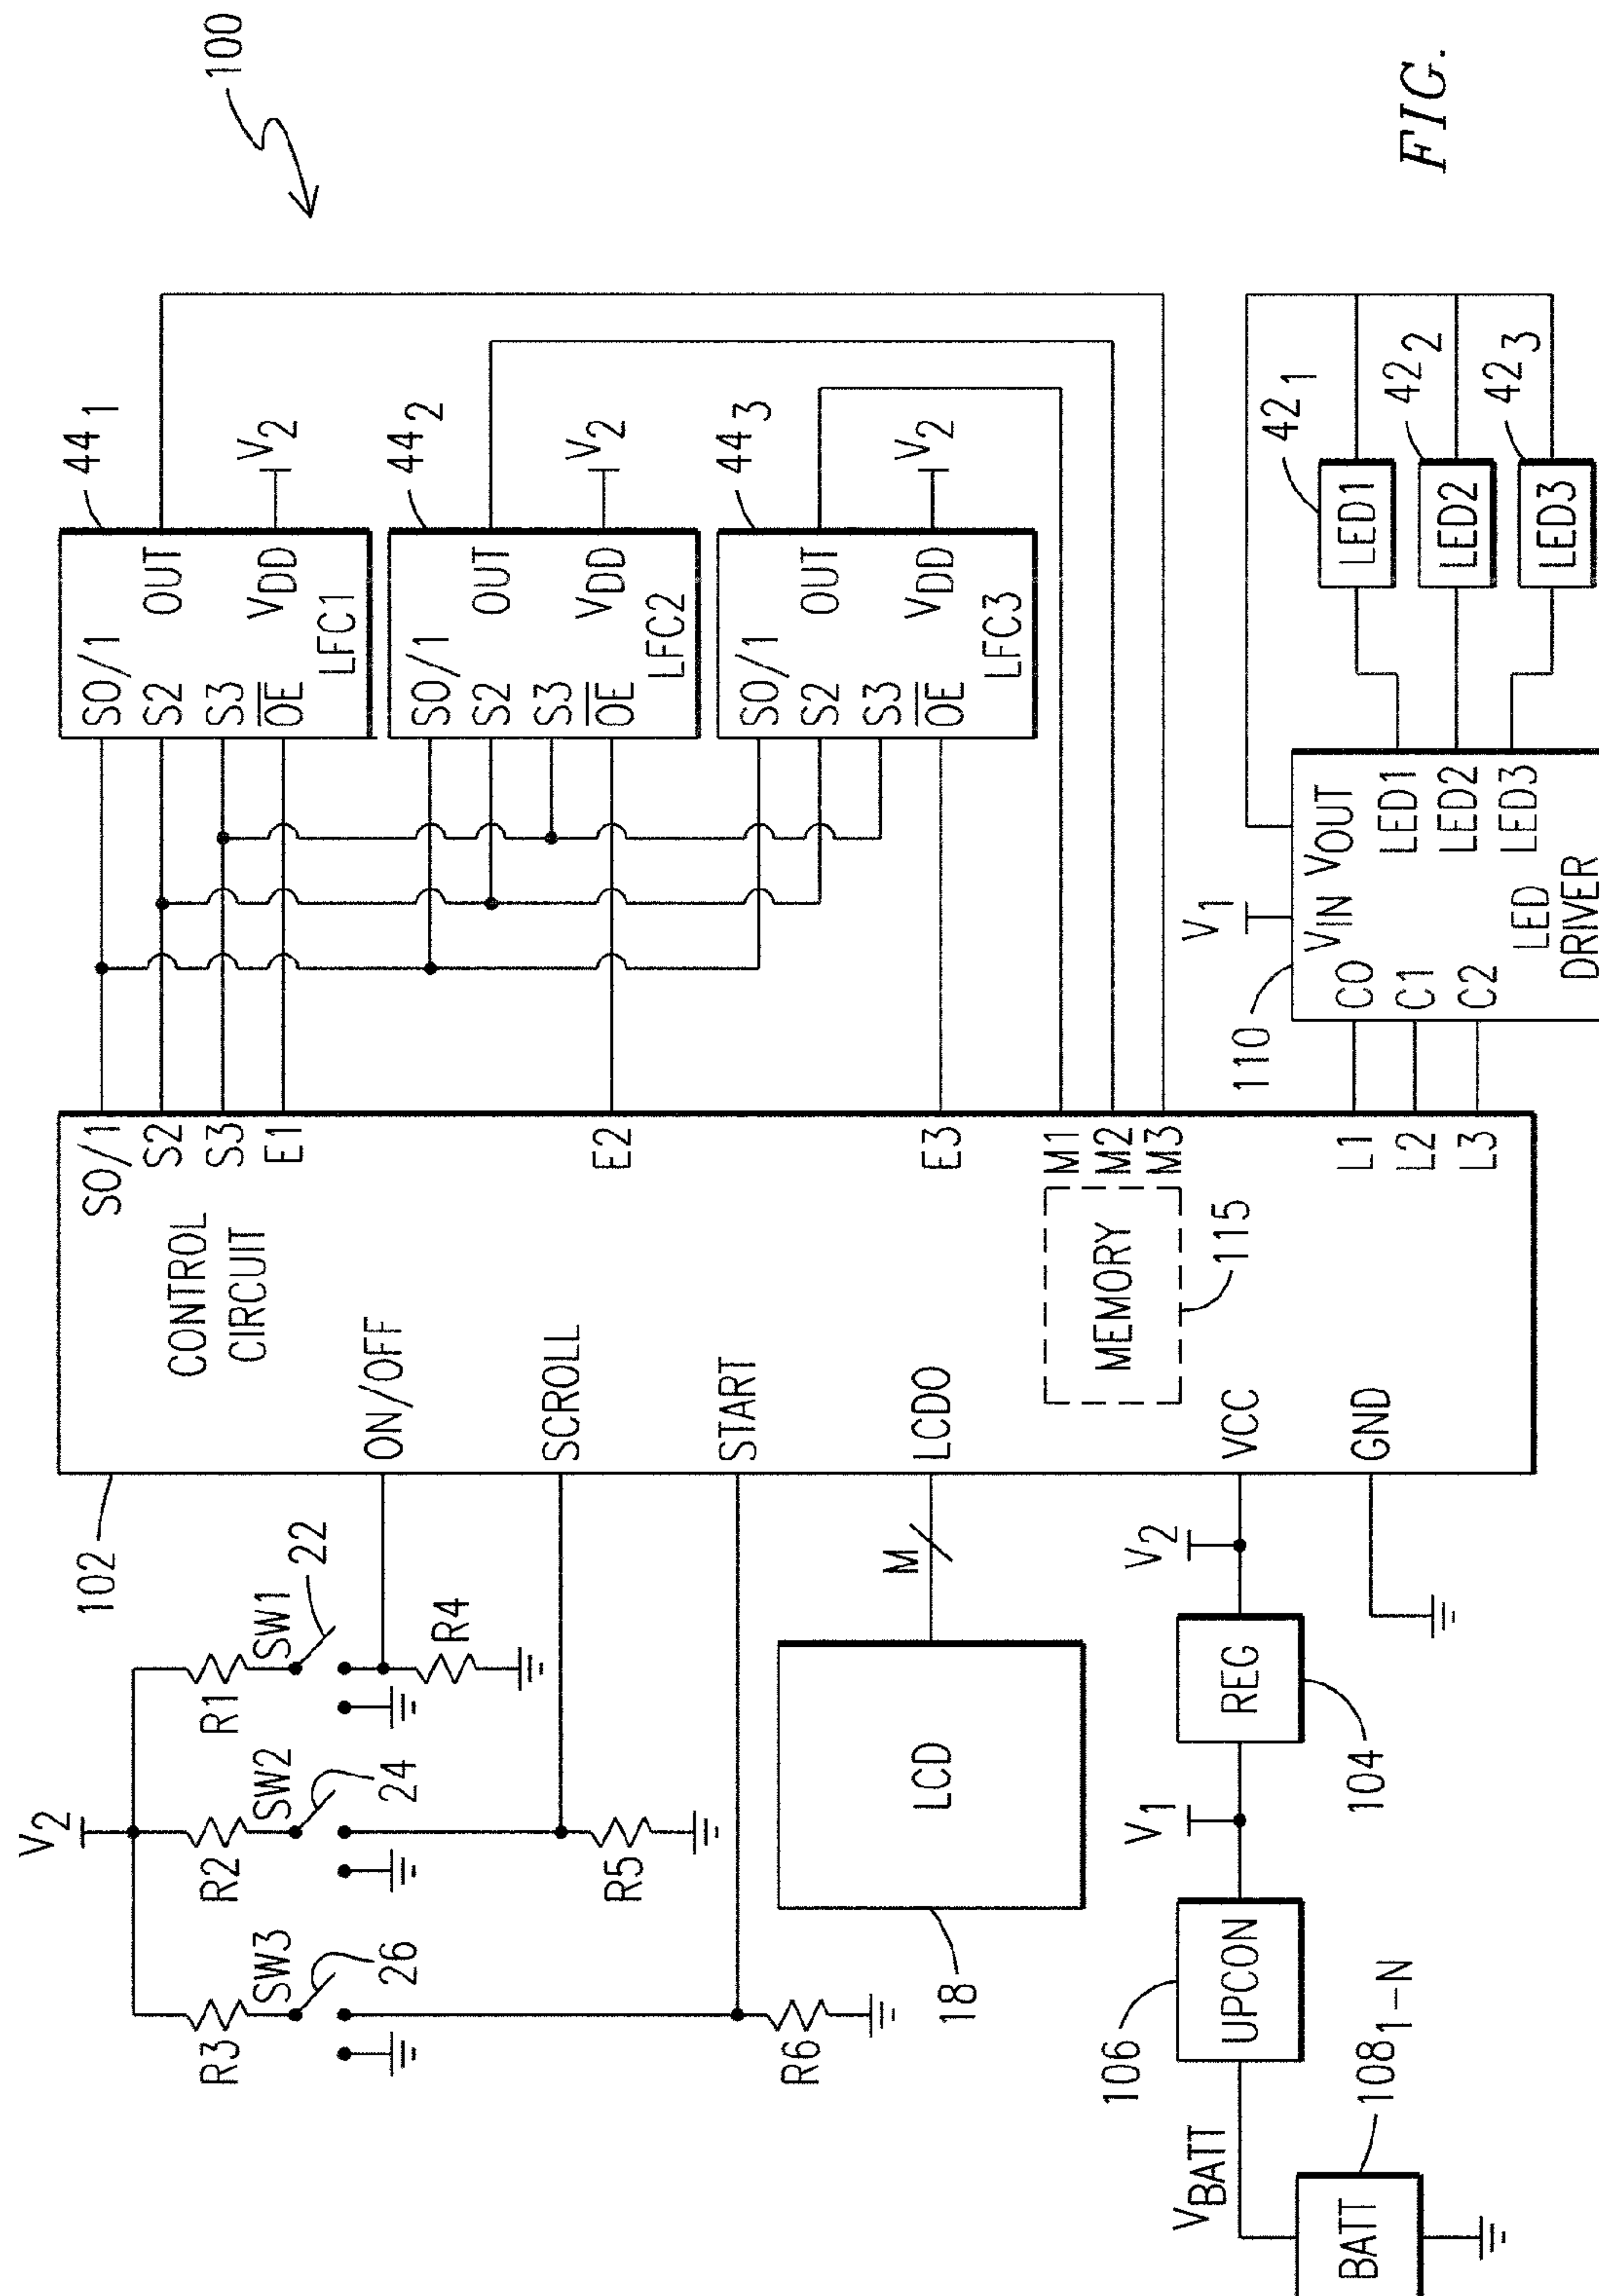 100
FIG.
V2
R3
R2
R1
SW3
SW2
SW1
26
24
22
R6
R5
R4
102
CONTROL
CIRCUIT
ON/OFF
SCROLL
START
LCDO
VCC
GND
MEMORY
115
SO/1
S2
S3
E1
E2
E3
M1
M2
M3
L1
L2
L3
LCD
18
M
BATT
108 1-N
VBATT
UPCON
106
V1
REG
104
V2
44 1
SO/1
S2
S3
OE
OUT
VDD
LFC1
V2
44 2
SO/1
S2
S3
OE
OUT
VDD
LFC2
V2
44 3
SO/1
S2
S3
OE
OUT
VDD
LFC3
V2
110
V1
VIN
VOUT
C0
C1
C2
LED1
LED2
LED3
LED
DRIVER
LED1
42 1
LED2
42 2
LED3
42 3